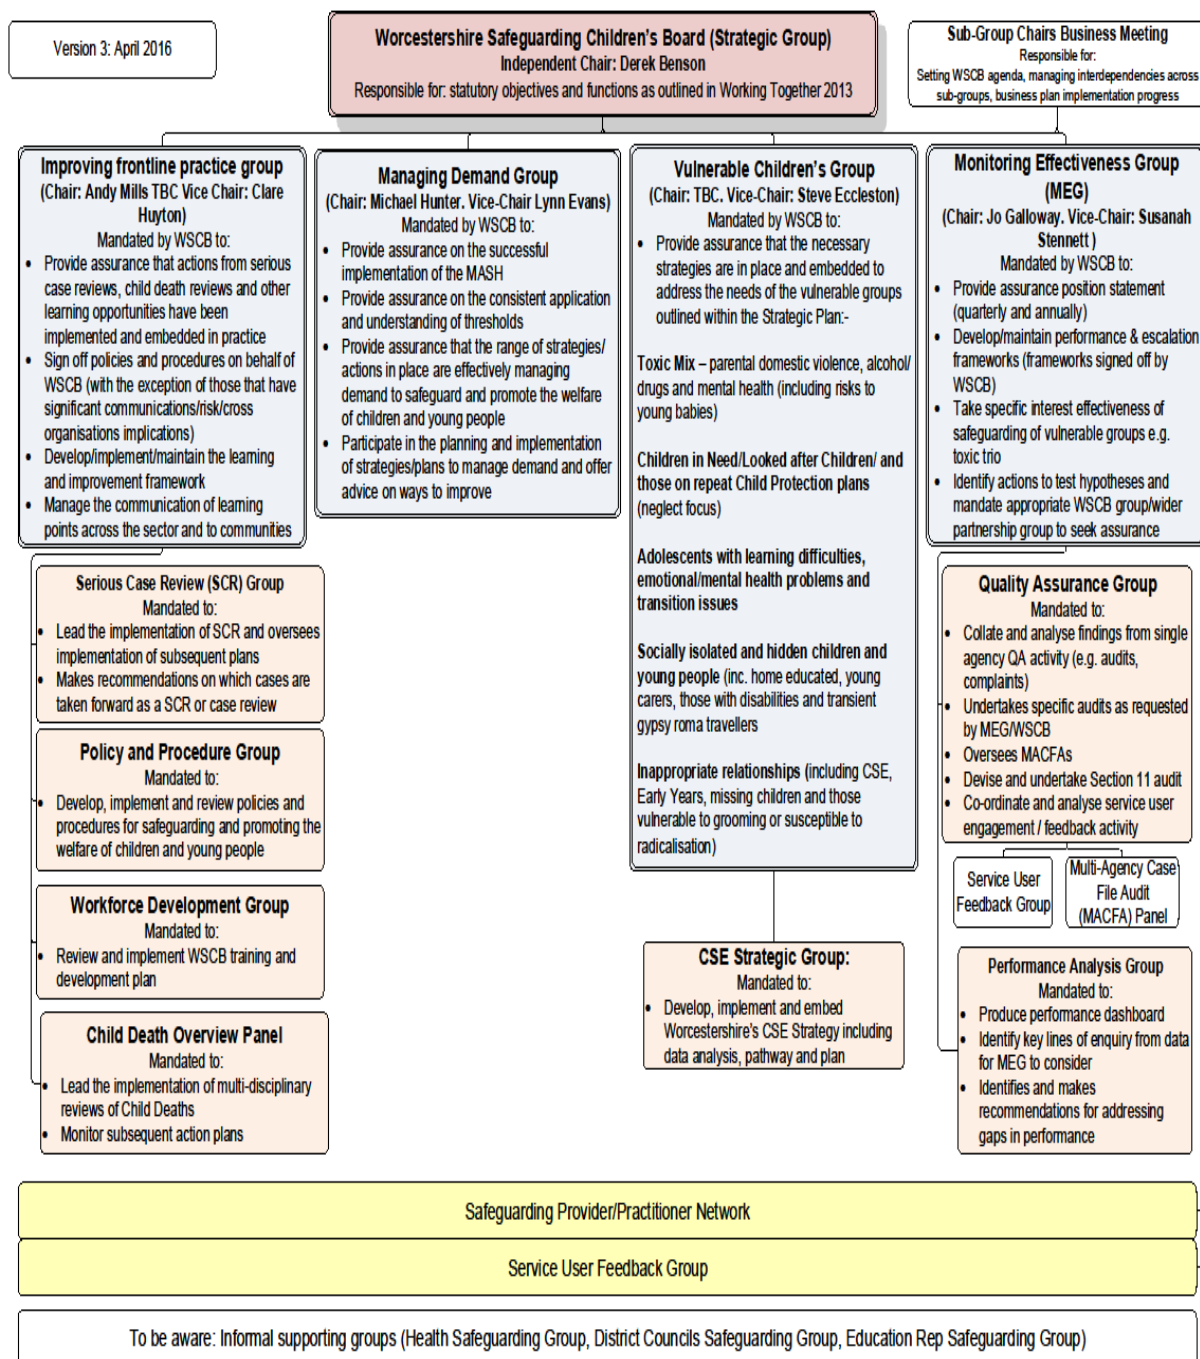 Version 3: April 2016
Worcestershire Safeguarding Children's Board (Strategic Group)
Independent Chair: Derek Benson
Responsible for: statutory objectives and functions as outlined in Working Together 2013
Sub-Group Chairs Business Meeting
Responsible for:
Setting WSCB agenda, managing interdependencies across
sub-groups, business plan implementation progress
Improving frontline practice group
(Chair: Andy Mills TBC Vice Chair: Clare
Huyton)
Mandated by WSCB to:
• Provide assurance that actions from serious
case reviews, child death reviews and other
learning opportunities have been
implemented and embedded in practice
• Sign off policies and procedures on behalf of
WSCB (with the exception of those that have
significant communications/risk/cross
organisations implications)
• Develop/implement/maintain the learning
and improvement framework
• Manage the communication of learning
points across the sector and to communities
Managing Demand Group
(Chair: Michael Hunter. Vice-Chair Lynn Evans)
Mandated by WSCB to:
• Provide assurance on the successful
implementation of the MASH
• Provide assurance on the consistent application
and understanding of thresholds
• Provide assurance that the range of strategies/
actions in place are effectively managing
demand to safeguard and promote the welfare
of children and young people
• Participate in the planning and implementation
of strategies/plans to manage demand and offer
advice on ways to improve
Vulnerable Children's Group
(Chair: TBC. Vice-Chair: Steve Eccleston)
Mandated by WSCB to:
• Provide assurance that the necessary
strategies are in place and embedded to
address the needs of the vulnerable groups
outlined within the Strategic Plan:-
Toxic Mix – parental domestic violence, alcohol/
drugs and mental health (including risks to
young babies)
Children in Need/Looked after Children/ and
those on repeat Child Protection plans
(neglect focus)
Adolescents with learning difficulties,
emotional/mental health problems and
transition issues
Socially isolated and hidden children and
young people (inc. home educated, young
carers, those with disabilities and transient
gypsy roma travellers
Inappropriate relationships (including CSE,
Early Years, missing children and those
vulnerable to grooming or susceptible to
radicalisation)
Monitoring Effectiveness Group
(MEG)
(Chair: Jo Galloway. Vice-Chair: Susanah
Stennett )
Mandated by WSCB to:
• Provide assurance position statement
(quarterly and annually)
• Develop/maintain performance & escalation
frameworks (frameworks signed off by
WSCB)
• Take specific interest effectiveness of
safeguarding of vulnerable groups e.g.
toxic trio
• Identify actions to test hypotheses and
mandate appropriate WSCB group/wider
partnership group to seek assurance
Serious Case Review (SCR) Group
Mandated to:
• Lead the implementation of SCR and oversees
implementation of subsequent plans
• Makes recommendations on which cases are
taken forward as a SCR or case review
Policy and Procedure Group
Mandated to:
• Develop, implement and review policies and
procedures for safeguarding and promoting the
welfare of children and young people
Workforce Development Group
Mandated to:
• Review and implement WSCB training and
development plan
Child Death Overview Panel
Mandated to:
• Lead the implementation of multi-disciplinary
reviews of Child Deaths
• Monitor subsequent action plans
CSE Strategic Group:
Mandated to:
• Develop, implement and embed
Worcestershire's CSE Strategy including
data analysis, pathway and plan
Quality Assurance Group
Mandated to:
• Collate and analyse findings from single
agency QA activity (e.g. audits,
complaints)
• Undertakes specific audits as requested
by MEG/WSCB
• Oversees MACFAs
• Devise and undertake Section 11 audit
• Co-ordinate and analyse service user
engagement / feedback activity
Service User
Feedback Group
Multi-Agency Case
File Audit
(MACFA) Panel
Performance Analysis Group
Mandated to:
• Produce performance dashboard
• Identify key lines of enquiry from data
for MEG to consider
• Identifies and makes
recommendations for addressing
gaps in performance
Safeguarding Provider/Practitioner Network
Service User Feedback Group
To be aware: Informal supporting groups (Health Safeguarding Group, District Councils Safeguarding Group, Education Rep Safeguarding Group)